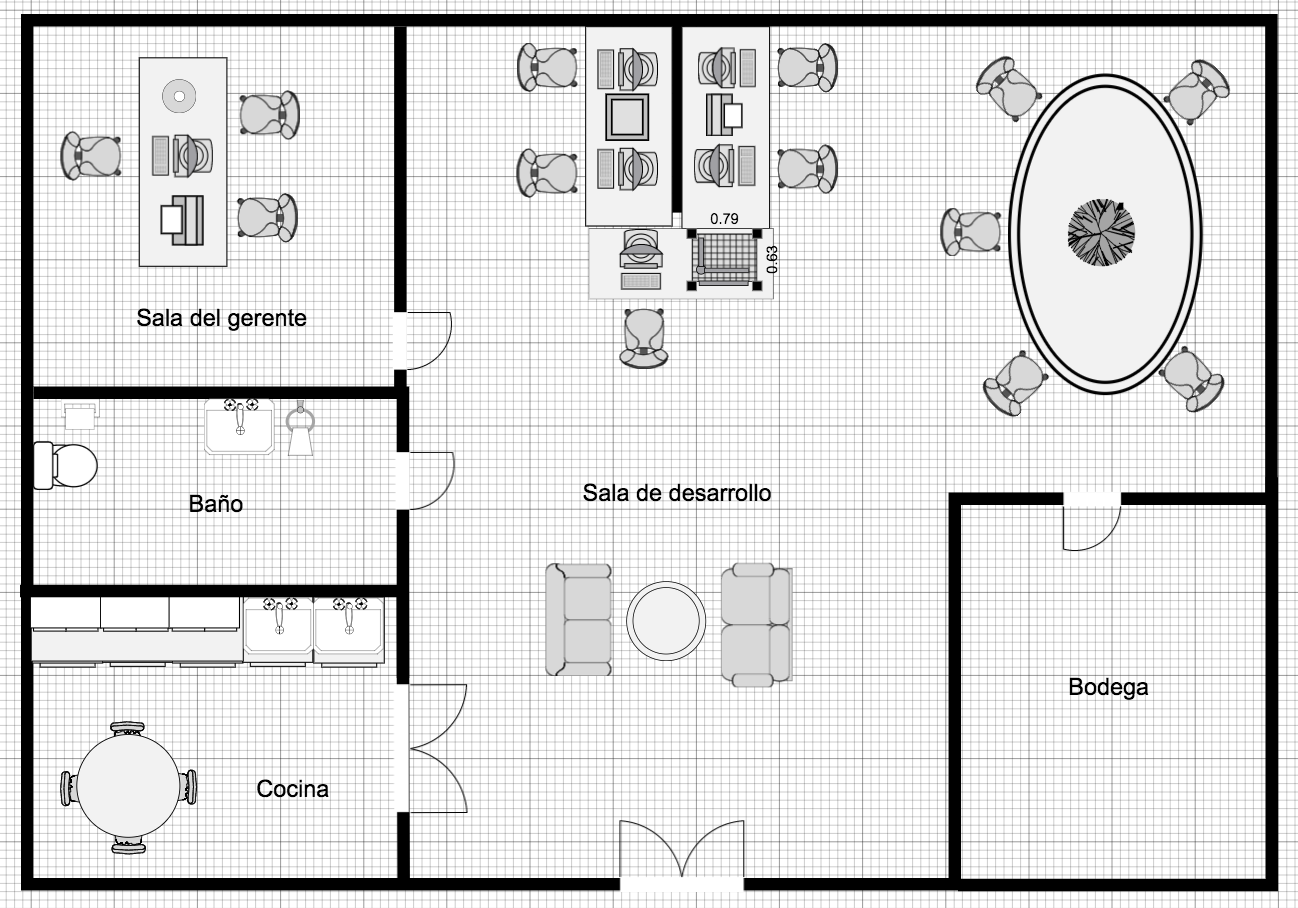 0.79
0.63
Sala del gerente
Sala de desarrollo
Baño
Bodega
Cocina